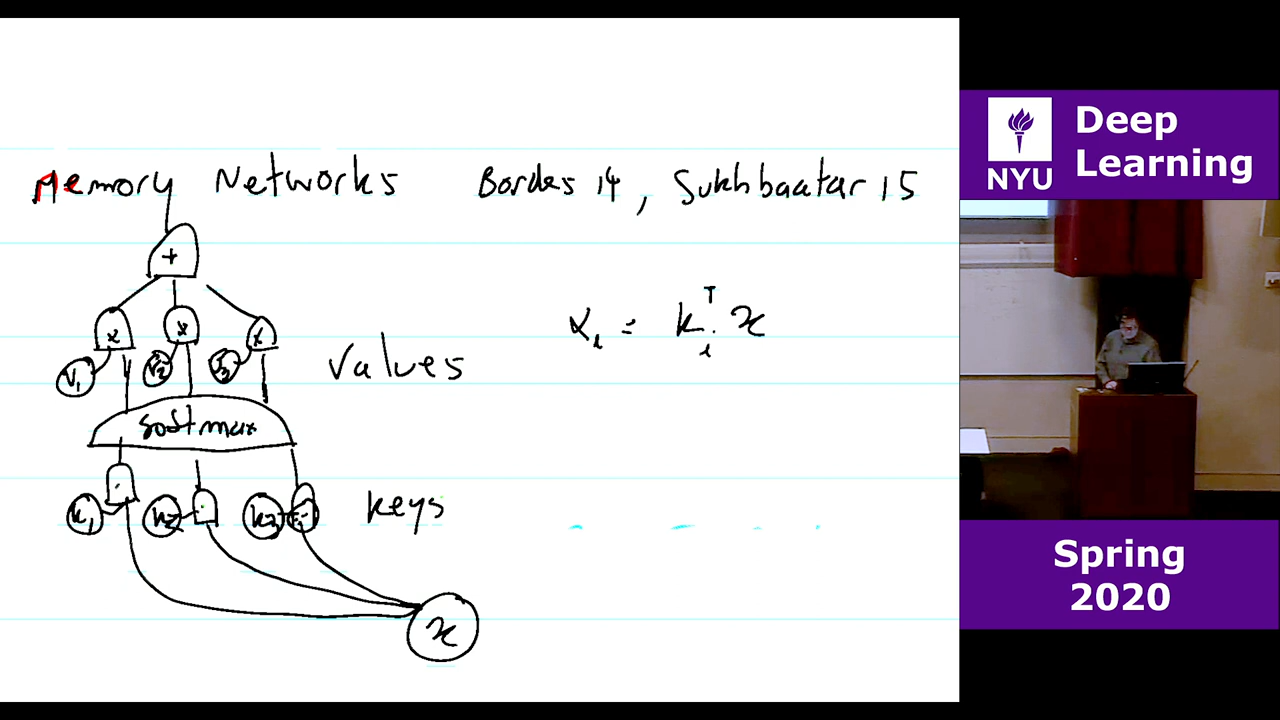 Memory Networks Bordes 14, Sukhbaatar 15
+
x x x
v₁ v₂ v₃ values
softmax
k₁ k₂ k₃ keys
x
αᵢ = kᵢᵀ x
NYU
Deep
Learning
Spring
2020